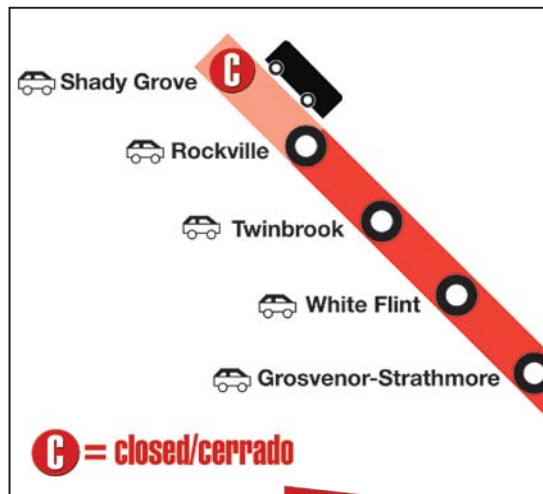 C
Shady Grove
Rockville
Twinbrook
White Flint
Grosvenor-Strathmore
C = closed/cerrado